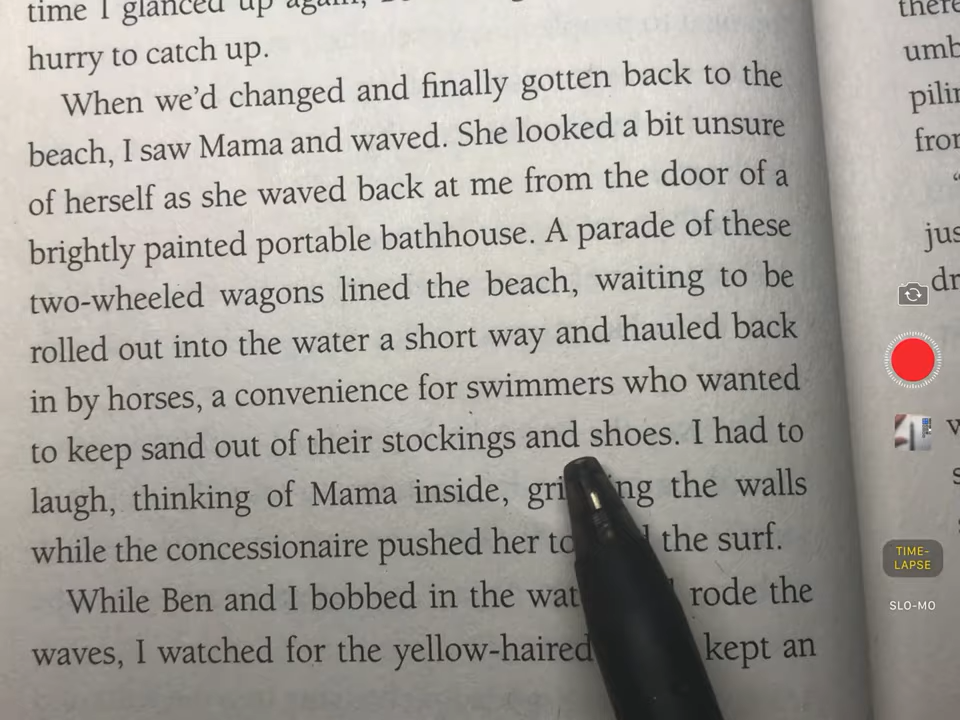 time I glanced up again,
hurry to catch up.
When we'd changed and finally gotten back to the
beach, I saw Mama and waved. She looked a bit unsure
of herself as she waved back at me from the door of a
brightly painted portable bathhouse. A parade of these
two-wheeled wagons lined the beach, waiting to be
rolled out into the water a short way and hauled back
in by horses, a convenience for swimmers who wanted
to keep sand out of their stockings and shoes. I had to
laugh, thinking of Mama inside, the walls
while the concessionaire pushed her the surf.
While Ben and I bobbed in the rode the
waves, I watched for the yellow-haired kept an
there
umb
pilin
from
jus
dr
TIME-
LAPSE
SLO-MO